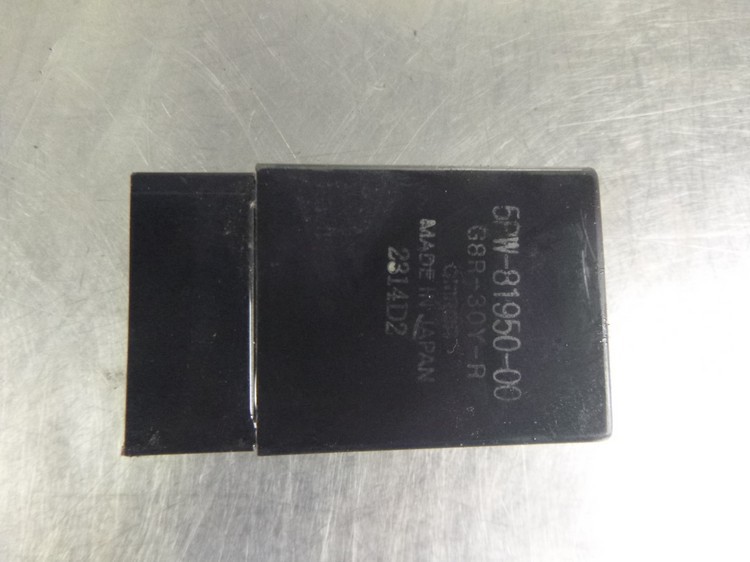 5PW-81950-00
G8R-30Y-R
MADE IN JAPAN
2314D2